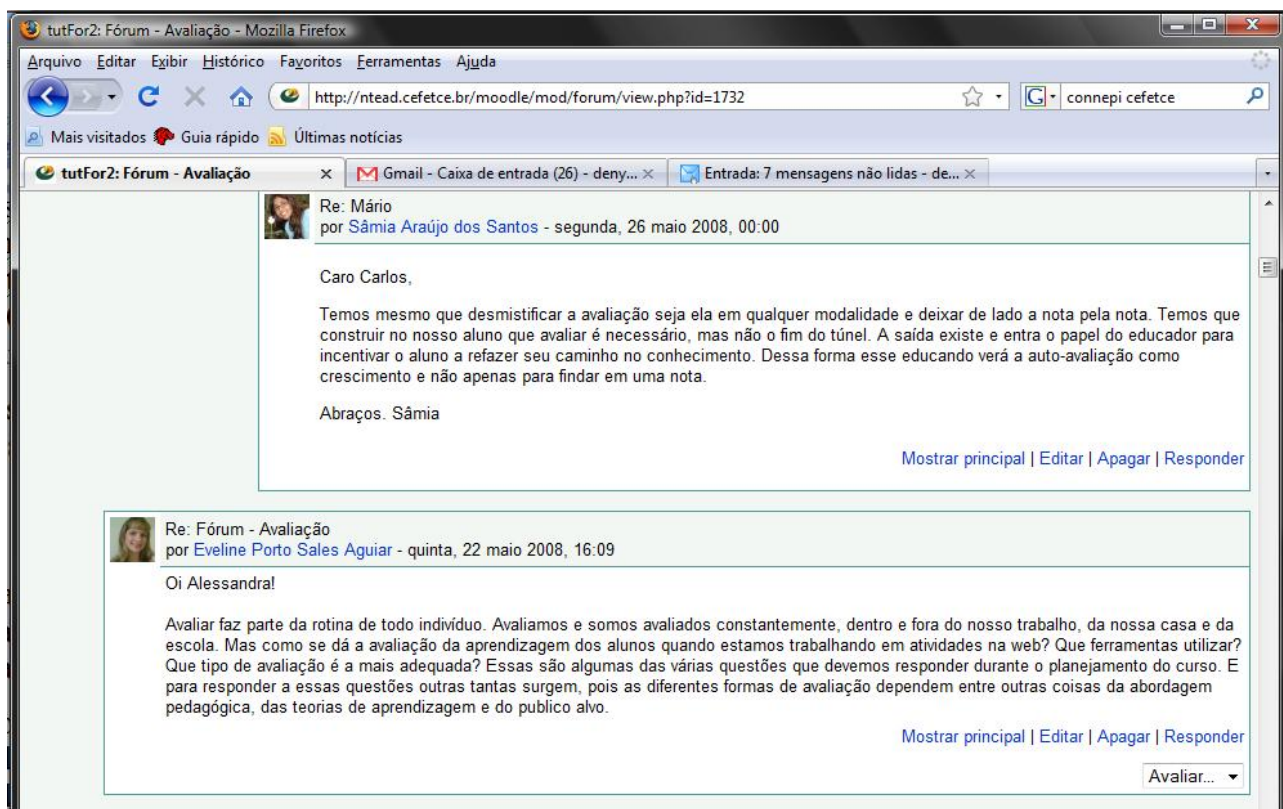 tutFor2: Fórum - Avaliação - Mozilla Firefox
Arquivo Editar Exibir Histórico Favoritos Ferramentas Ajuda
http://ntead.cefetce.br/moodle/mod/forum/view.php?id=1732 G connepi cefetce
Mais visitados Guia rápido Últimas notícias
tutFor2: Fórum - Avaliação Gmail - Caixa de entrada (26) - deny... Entrada: 7 mensagens não lidas - de...
Re: Mário
por Sâmia Araújo dos Santos - segunda, 26 maio 2008, 00:00
Caro Carlos,
Temos mesmo que desmistificar a avaliação seja ela em qualquer modalidade e deixar de lado a nota pela nota. Temos que
construir no nosso aluno que avaliar é necessário, mas não o fim do túnel. A saída existe e entra o papel do educador para
incentivar o aluno a refazer seu caminho no conhecimento. Dessa forma esse educando verá a auto-avaliação como
crescimento e não apenas para findar em uma nota.
Abraços. Sâmia
Mostrar principal | Editar | Apagar | Responder
Re: Fórum - Avaliação
por Eveline Porto Sales Aguiar - quinta, 22 maio 2008, 16:09
Oi Alessandra!
Avaliar faz parte da rotina de todo indivíduo. Avaliamos e somos avaliados constantemente, dentro e fora do nosso trabalho, da nossa casa e da
escola. Mas como se dá a avaliação da aprendizagem dos alunos quando estamos trabalhando em atividades na web? Que ferramentas utilizar?
Que tipo de avaliação é a mais adequada? Essas são algumas das várias questões que devemos responder durante o planejamento do curso. E
para responder a essas questões outras tantas surgem, pois as diferentes formas de avaliação dependem entre outras coisas da abordagem
pedagógica, das teorias de aprendizagem e do publico alvo.
Mostrar principal | Editar | Apagar | Responder
Avaliar...